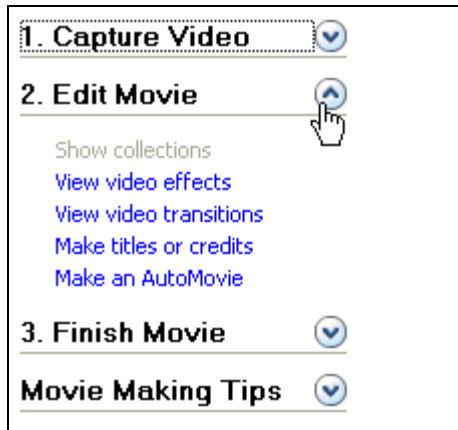 1. Capture Video
2. Edit Movie
Show collections
View video effects
View video transitions
Make titles or credits
Make an AutoMovie
3. Finish Movie
Movie Making Tips